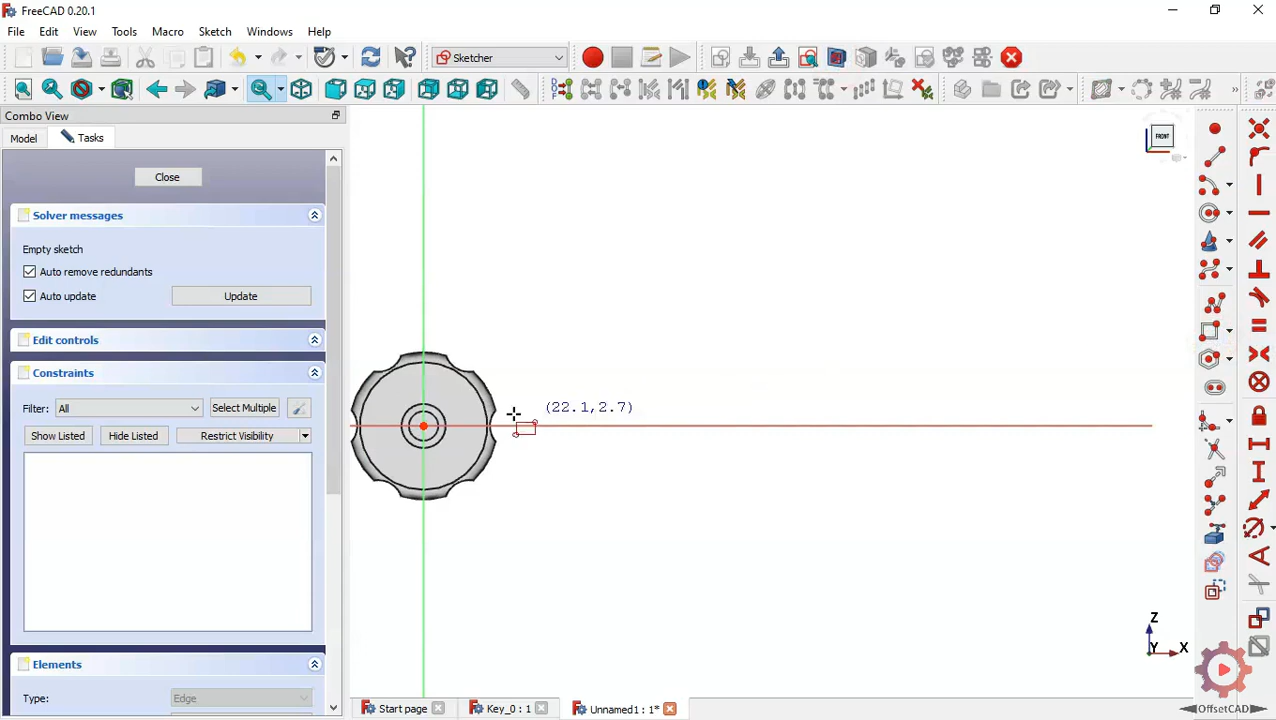 FreeCAD 0.20.1
File Edit View Tools Macro Sketch Windows Help
Sketcher
Combo View
Model Tasks
Close
Solver messages
Empty sketch
Auto remove redundants
Auto update Update
Edit controls
Constraints
Filter: All Select Multiple
Show Listed Hide Listed Restrict Visibility
Elements
Type: Edge
(22.1,2.7)
FRONT
Z
Y X
Start page Key_0 : 1 Unnamed1 : 1*
OffsetCAD